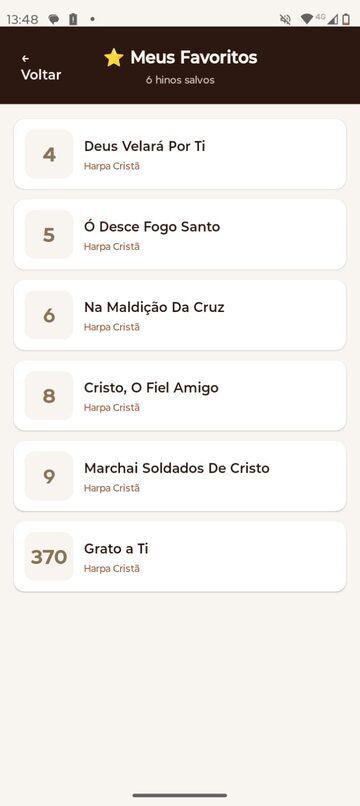 13:48
4G
←
Voltar
⭐ Meus Favoritos
6 hinos salvos
4
Deus Velará Por Ti
Harpa Cristã
5
Ó Desce Fogo Santo
Harpa Cristã
6
Na Maldição Da Cruz
Harpa Cristã
8
Cristo, O Fiel Amigo
Harpa Cristã
9
Marchai Soldados De Cristo
Harpa Cristã
370
Grato a Ti
Harpa Cristã